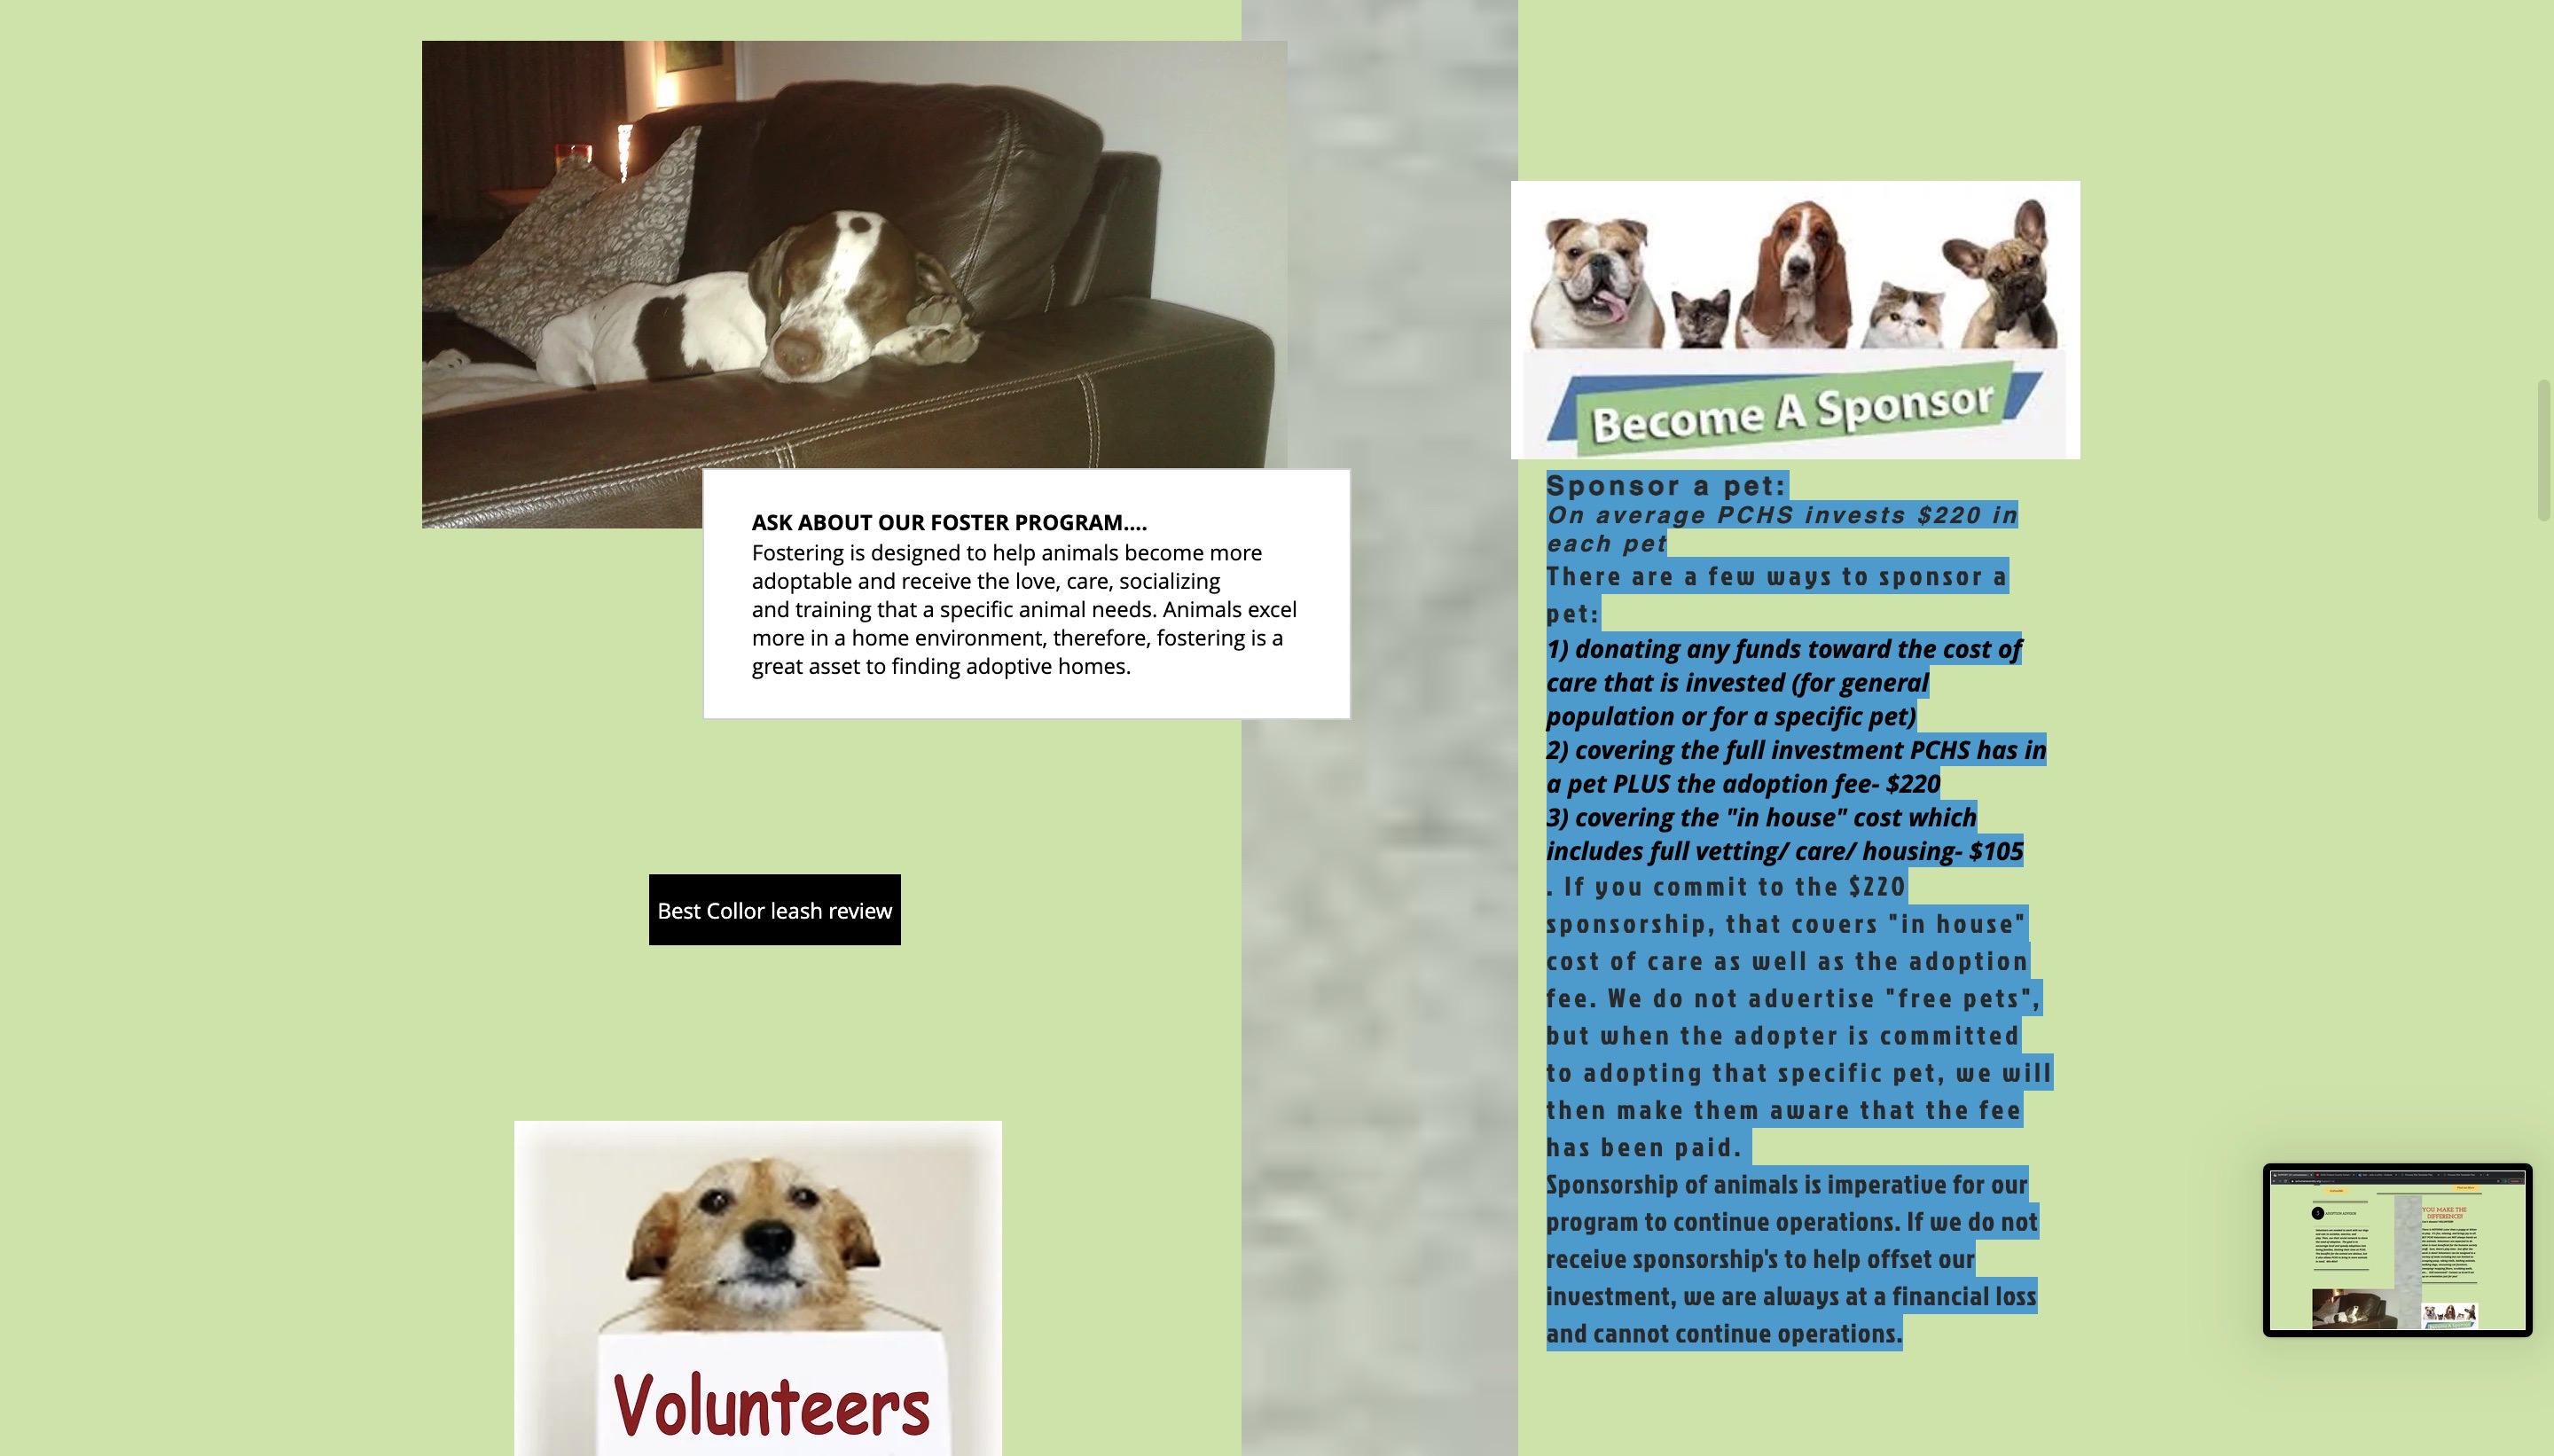 ASK ABOUT OUR FOSTER PROGRAM....
Fostering is designed to help animals become more
adoptable and receive the love, care, socializing
and training that a specific animal needs. Animals excel
more in a home environment, therefore, fostering is a
great asset to finding adoptive homes.
Best Collor leash review
Volunteers
Become A Sponsor
Sponsor a pet:
On average PCHS invests $220 in
each pet
There are a few ways to sponsor a
pet:
1) donating any funds toward the cost of
care that is invested (for general
population or for a specific pet)
2) covering the full investment PCHS has in
a pet PLUS the adoption fee- $220
3) covering the "in house" cost which
includes full vetting/ care/ housing- $105
. If you commit to the $220
sponsorship, that covers "in house"
cost of care as well as the adoption
fee. We do not advertise "free pets",
but when the adopter is committed
to adopting that specific pet, we will
then make them aware that the fee
has been paid.
Sponsorship of animals is imperative for our
program to continue operations. If we do not
receive sponsorship's to help offset our
investment, we are always at a financial loss
and cannot continue operations.
YOU MAKE THE
DIFFERENCE!!